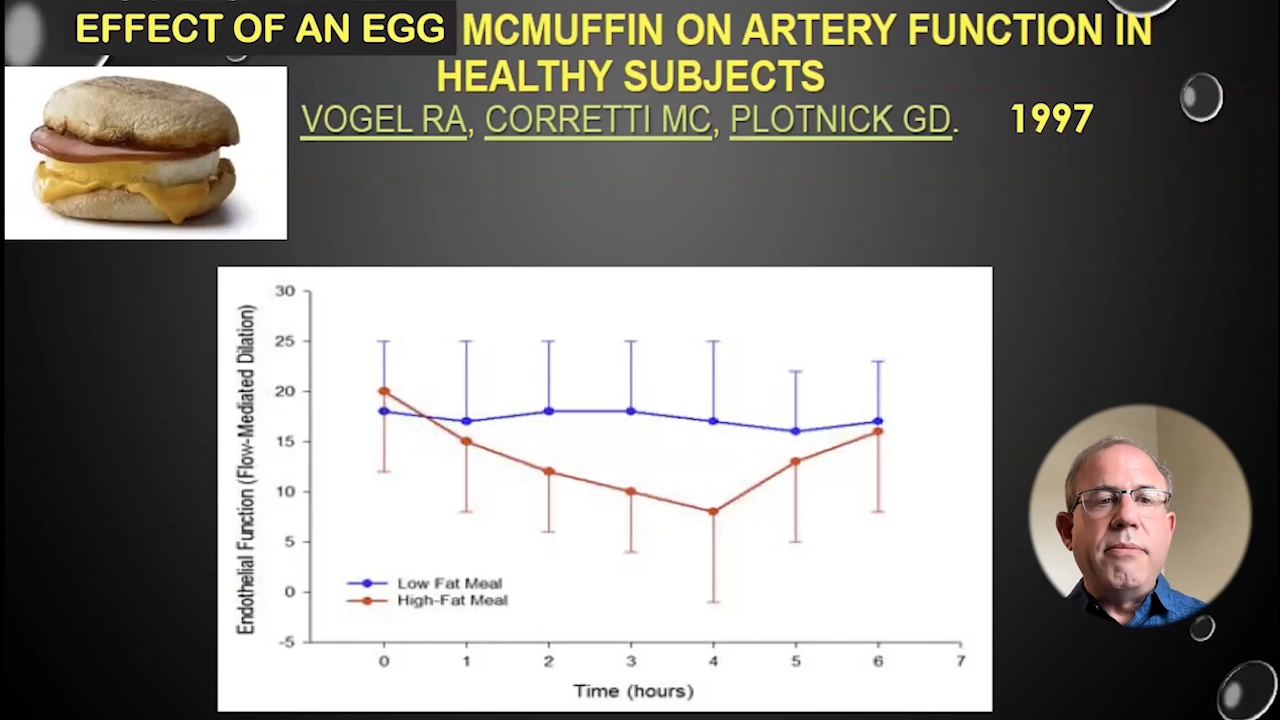 EFFECT OF AN EGG MCMUFFIN ON ARTERY FUNCTION IN
HEALTHY SUBJECTS
VOGEL RA, CORRETTI MC, PLOTNICK GD. 1997
Endothelial Function (Flow-Mediated Dilation)
30
25
20
15
10
5
0
-5
Low Fat Meal
High-Fat Meal
0 1 2 3 4 5 6 7
Time (hours)